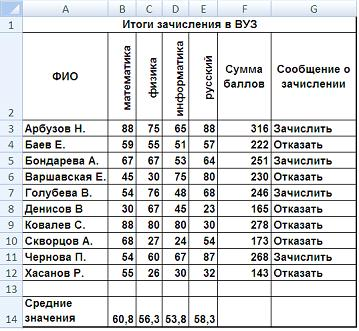 A B C D E F G
1 Итоги зачисления в ВУЗ
2 ФИО математика физика информатика русский Сумма баллов Сообщение о зачислении
3 Арбузов Н. 88 75 65 88 316 Зачислить
4 Баев Е. 59 55 51 57 222 Отказать
5 Бондарева А. 67 67 53 64 251 Зачислить
6 Варшавская Е. 45 30 75 80 230 Отказать
7 Голубева В. 54 76 48 68 246 Зачислить
8 Денисов В 30 67 45 23 165 Отказать
9 Ковалев С. 88 80 80 30 278 Отказать
10 Скворцов А. 68 27 24 54 173 Отказать
11 Чернова П. 54 60 67 87 268 Зачислить
12 Хасанов Р. 55 26 30 32 143 Отказать
13
14 Средние значения 60,8 56,3 53,8 58,3